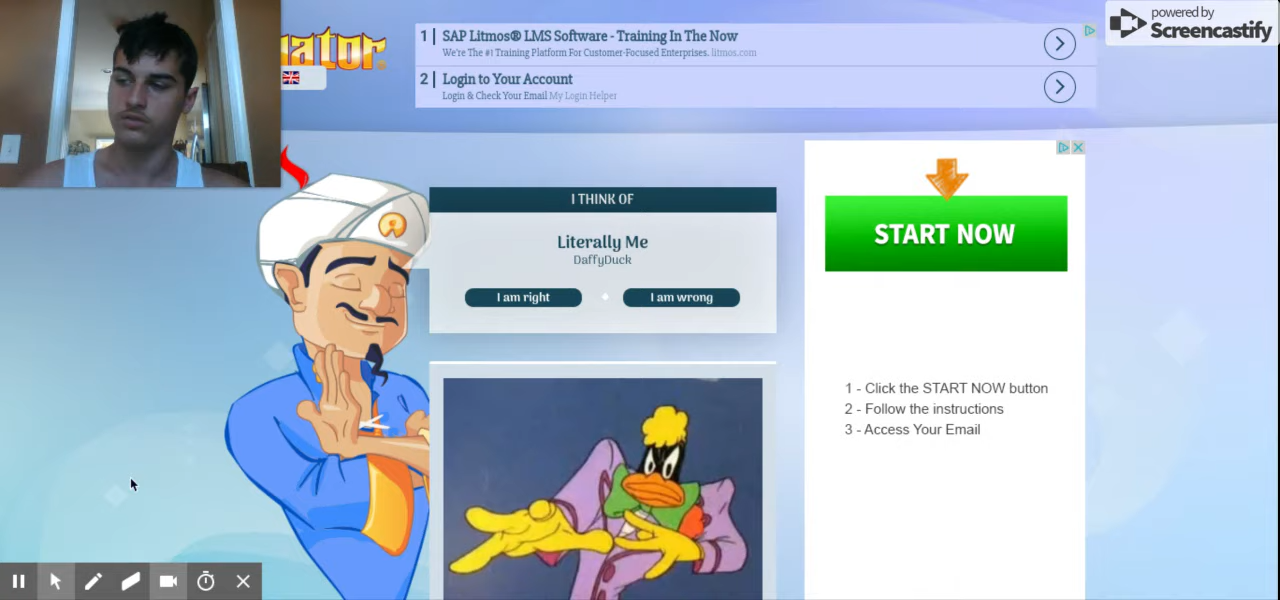 nator
powered by
Screencastify
1 SAP Litmos® LMS Software - Training In The Now
We're The #1 Training Platform For Customer-Focused Enterprises. litmos.com
2 Login to Your Account
Login & Check Your Email My Login Helper
I THINK OF
Literally Me
DaffyDuck
I am right
I am wrong
START NOW
1 - Click the START NOW button
2 - Follow the instructions
3 - Access Your Email